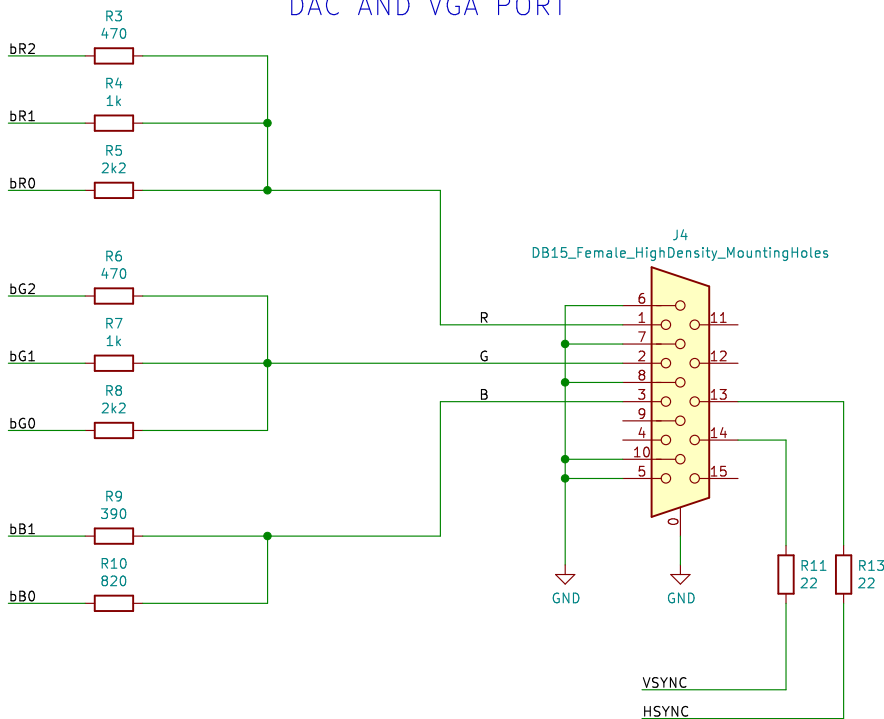 DAC AND VGA PORT
R3
470
bR2
R4
1k
bR1
R5
2k2
bR0
R6
470
bG2
R7
1k
bG1
R8
2k2
bG0
R9
390
bB1
R10
820
bB0
R
G
B
J4
DB15_Female_HighDensity_MountingHoles
6
1
7
2
8
3
9
4
10
5
11
12
13
14
15
0
GND
GND
R11
22
R13
22
VSYNC
HSYNC